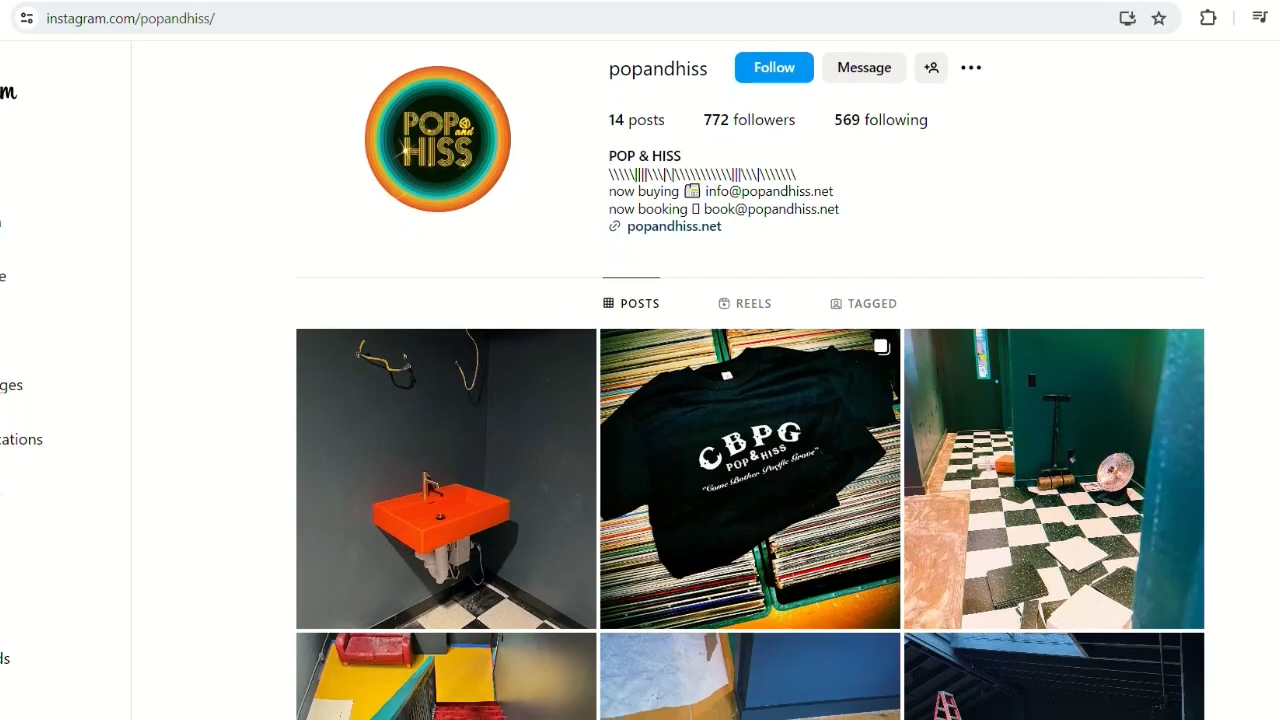 instagram.com/popandhiss/
m
popandhiss
Follow
Message
14 posts
772 followers
569 following
POP and HISS
POP & HISS
\\\\\||||\\\|\|\\\\\\\\\\\|||\\\|\\\\\\\
now buying 📠 info@popandhiss.net
now booking ▯ book@popandhiss.net
popandhiss.net
e
ges
cations
ds
POSTS
REELS
TAGGED
CBPG
POP & HISS
"Come Bother Pacific Grove"